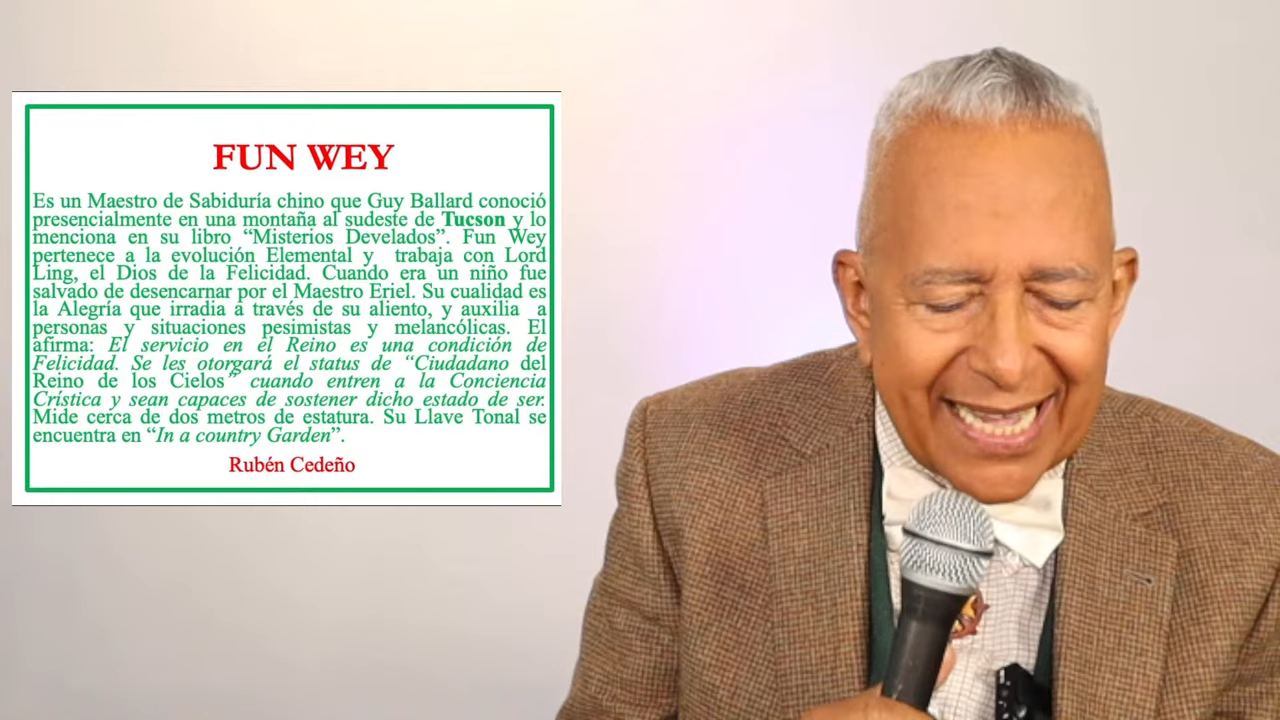 FUN WEY
Es un Maestro de Sabiduría chino que Guy Ballard conoció
presencialmente en una montaña al sudeste de Tucson y lo
menciona en su libro “Misterios Develados”. Fun Wey
pertenece a la evolución Elemental y trabaja con Lord
Ling, el Dios de la Felicidad. Cuando era un niño fue
salvado de desencarnar por el Maestro Eriel. Su cualidad es
la Alegría que irradia a través de su aliento, y auxilia a
personas y situaciones pesimistas y melancólicas. El
afirma: El servicio en el Reino es una condición de
Felicidad. Se les otorgará el status de “Ciudadano del
Reino de los Cielos” cuando entren a la Conciencia
Crística y sean capaces de sostener dicho estado de ser.
Mide cerca de dos metros de estatura. Su Llave Tonal se
encuentra en “In a country Garden”.
Rubén Cedeño